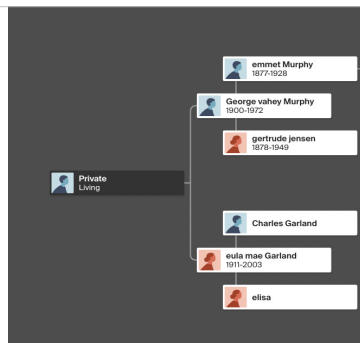 emmet Murphy
1877-1928
George vahey Murphy
1900-1972
gertrude jensen
1878-1949
Private
Living
Charles Garland
eula mae Garland
1911-2003
elisa